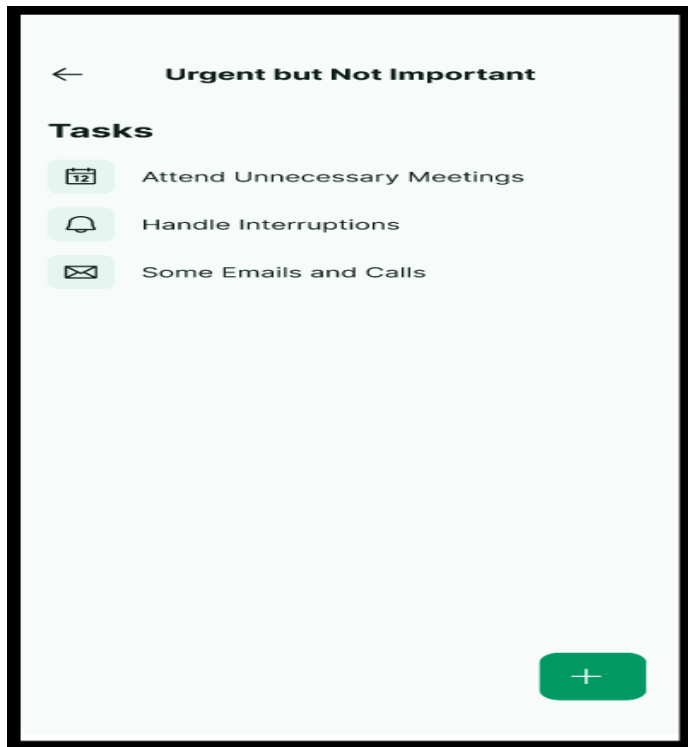 Urgent but Not Important
Tasks
12
Attend Unnecessary Meetings
Handle Interruptions
Some Emails and Calls